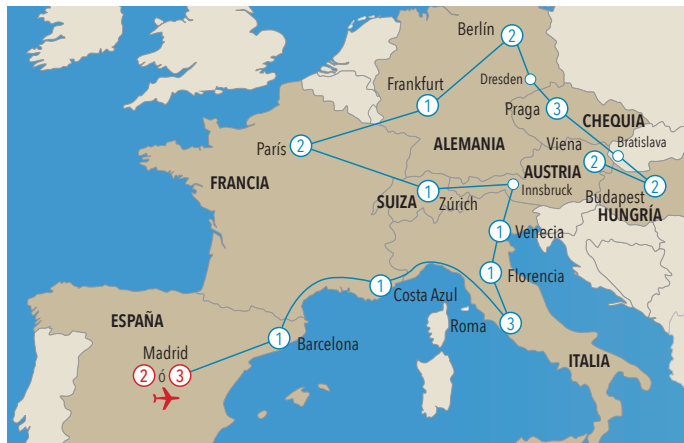 Berlín
2
Dresden
Frankfurt
1
Praga
3
CHEQUIA
París
2
ALEMANIA
Viena
2
Bratislava
FRANCIA
SUIZA
1
Zúrich
AUSTRIA
Innsbruck
Budapest
2
HUNGRÍA
1
Venecia
1
Florencia
1
Costa Azul
Roma
3
ESPAÑA
1
Barcelona
Madrid
2 ó 3
ITALIA